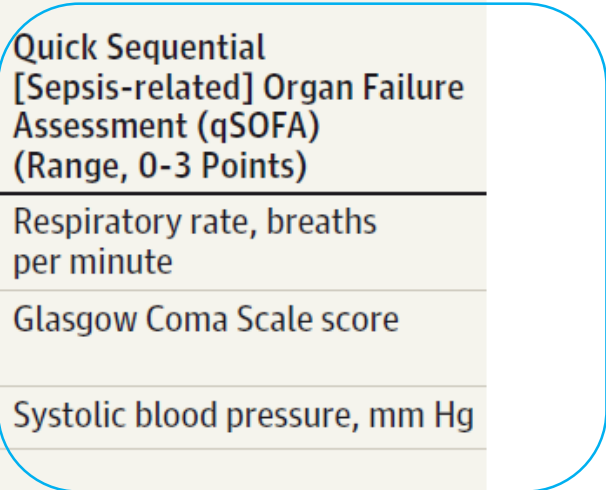 Quick Sequential
[Sepsis-related] Organ Failure
Assessment (qSOFA)
(Range, 0-3 Points)
Respiratory rate, breaths
per minute
Glasgow Coma Scale score
Systolic blood pressure, mm Hg